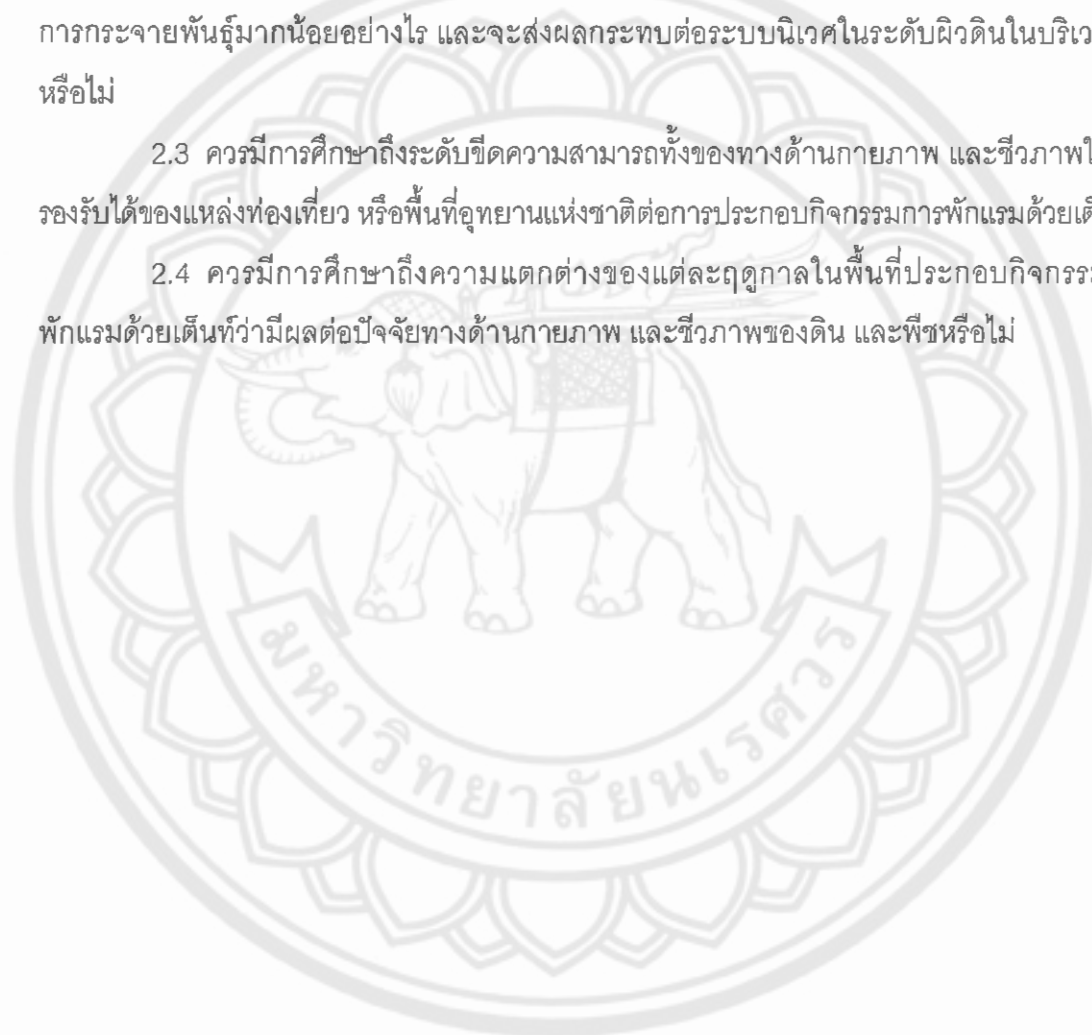 การกระจายพันธุ์มากน้อยอย่างไร และจะส่งผลกระทบต่อระบบนิเวศในระดับผิวดินในบริเว
หรือไม่
2.3 ควรมีการศึกษาถึงระดับขีดความสามารถทั้งของทางด้านกายภาพ และชีวภาพใ
รองรับได้ของแหล่งท่องเที่ยว หรือพื้นที่อุทยานแห่งชาติต่อการประกอบกิจกรรมการพักแรมด้วยเต็
2.4 ควรมีการศึกษาถึงความแตกต่างของแต่ละฤดูกาลในพื้นที่ประกอบกิจกรร
พักแรมด้วยเต็นท์ว่ามีผลต่อปัจจัยทางด้านกายภาพ และชีวภาพของดิน และพืชหรือไม่
มหาวิทยาลัยนเรศวร